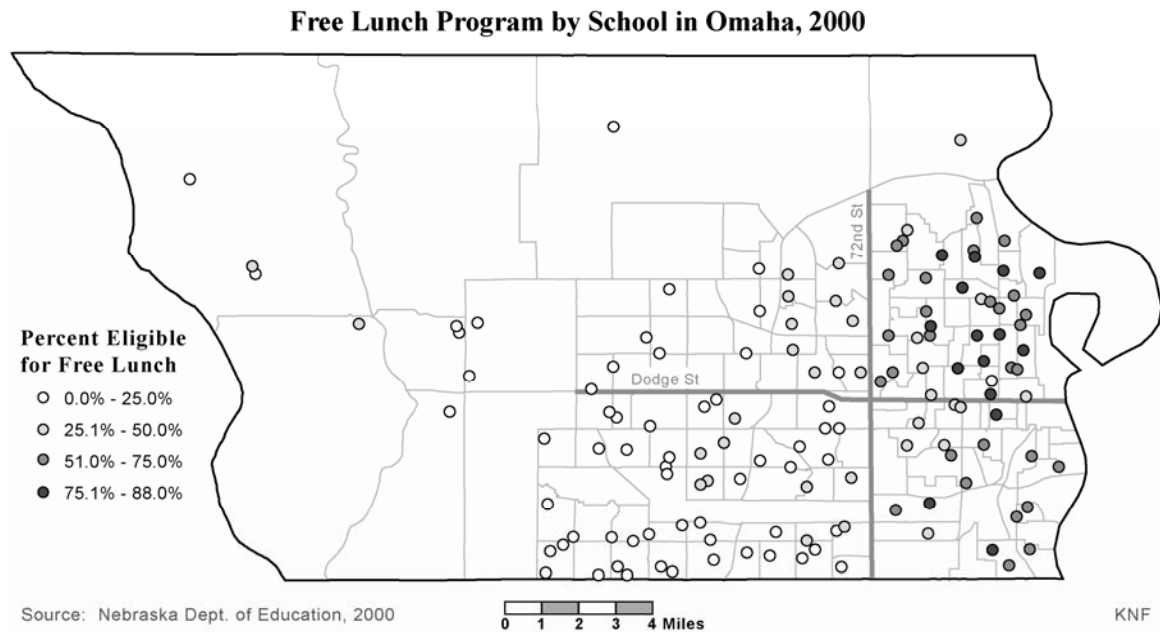 Free Lunch Program by School in Omaha, 2000
72nd St
Dodge St
Percent Eligible
for Free Lunch
0.0% - 25.0%
25.1% - 50.0%
51.0% - 75.0%
75.1% - 88.0%
Source: Nebraska Dept. of Education, 2000
0 1 2 3 4 Miles
KNF